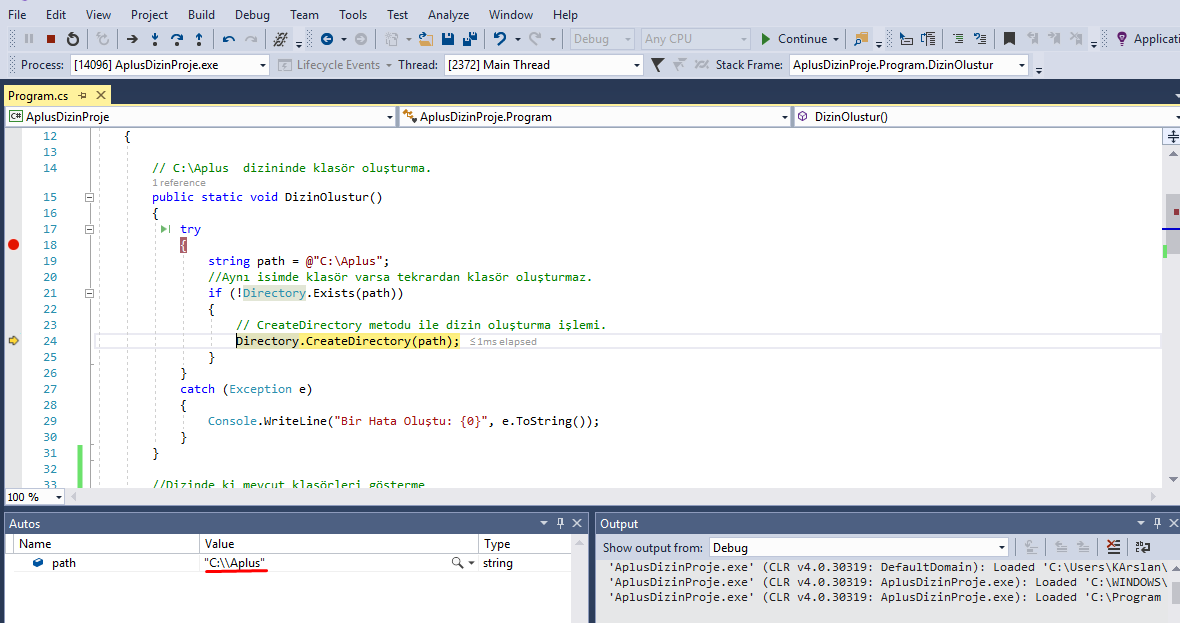 File Edit View Project Build Debug Team Tools Test Analyze Window Help
Debug Any CPU Continue Applicati
Process: [14096] AplusDizinProje.exe Lifecycle Events Thread: [2372] Main Thread Stack Frame: AplusDizinProje.Program.DizinOlustur
Program.cs
C# AplusDizinProje AplusDizinProje.Program DizinOlustur()
12 {
13
14 // C:\Aplus  dizininde klasör oluşturma.
1 reference
15 public static void DizinOlustur()
16 {
17 try
18 {
19 string path = @"C:\Aplus";
20 //Aynı isimde klasör varsa tekrardan klasör oluşturmaz.
21 if (!Directory.Exists(path))
22 {
23 // CreateDirectory metodu ile dizin oluşturma işlemi.
24 Directory.CreateDirectory(path); ≤1ms elapsed
25 }
26 }
27 catch (Exception e)
28 {
29 Console.WriteLine("Bir Hata Oluştu: {0}", e.ToString());
30 }
31 }
32
33 //Dizinde ki mevcut klasörleri gösterme
100 %
Autos
Name Value Type
path "C:\\Aplus" string
Output
Show output from: Debug
'AplusDizinProje.exe' (CLR v4.0.30319: DefaultDomain): Loaded 'C:\Users\KArslan\
'AplusDizinProje.exe' (CLR v4.0.30319: AplusDizinProje.exe): Loaded 'C:\WINDOWS\
'AplusDizinProje.exe' (CLR v4.0.30319: AplusDizinProje.exe): Loaded 'C:\Program